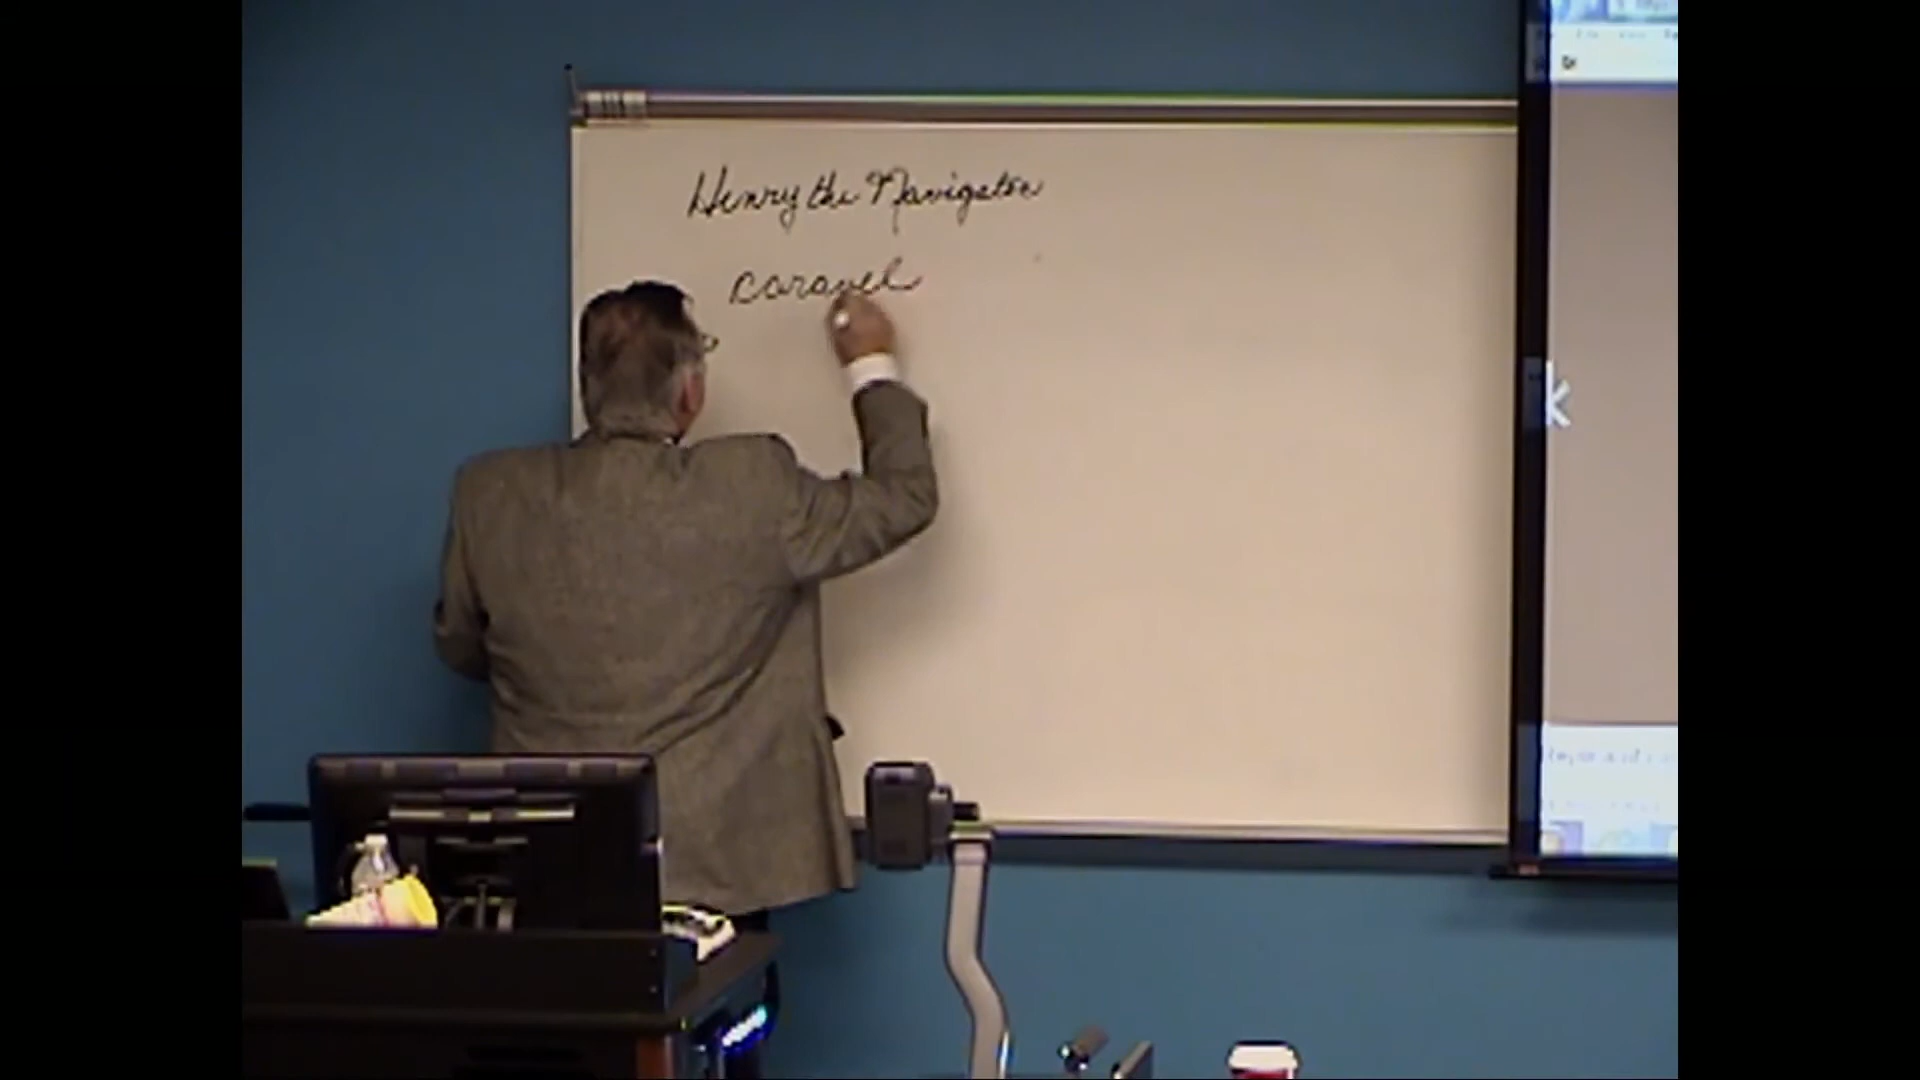 Henry the Navigator
caravel
k